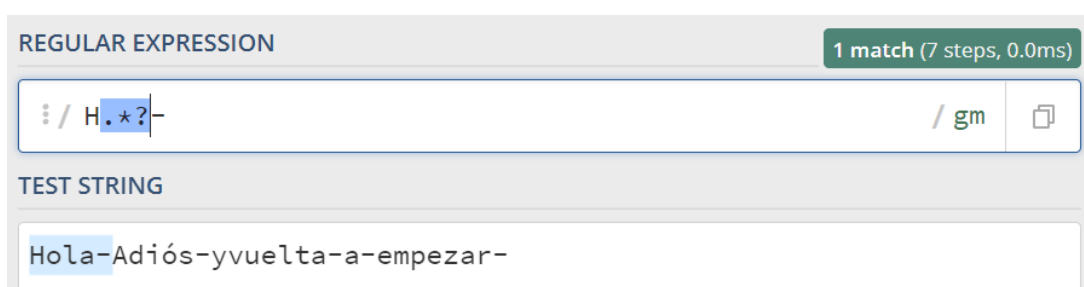 REGULAR EXPRESSION
1 match (7 steps, 0.0ms)
/ H.*?- / gm
TEST STRING
Hola-Adiós-yvuelta-a-empezar-